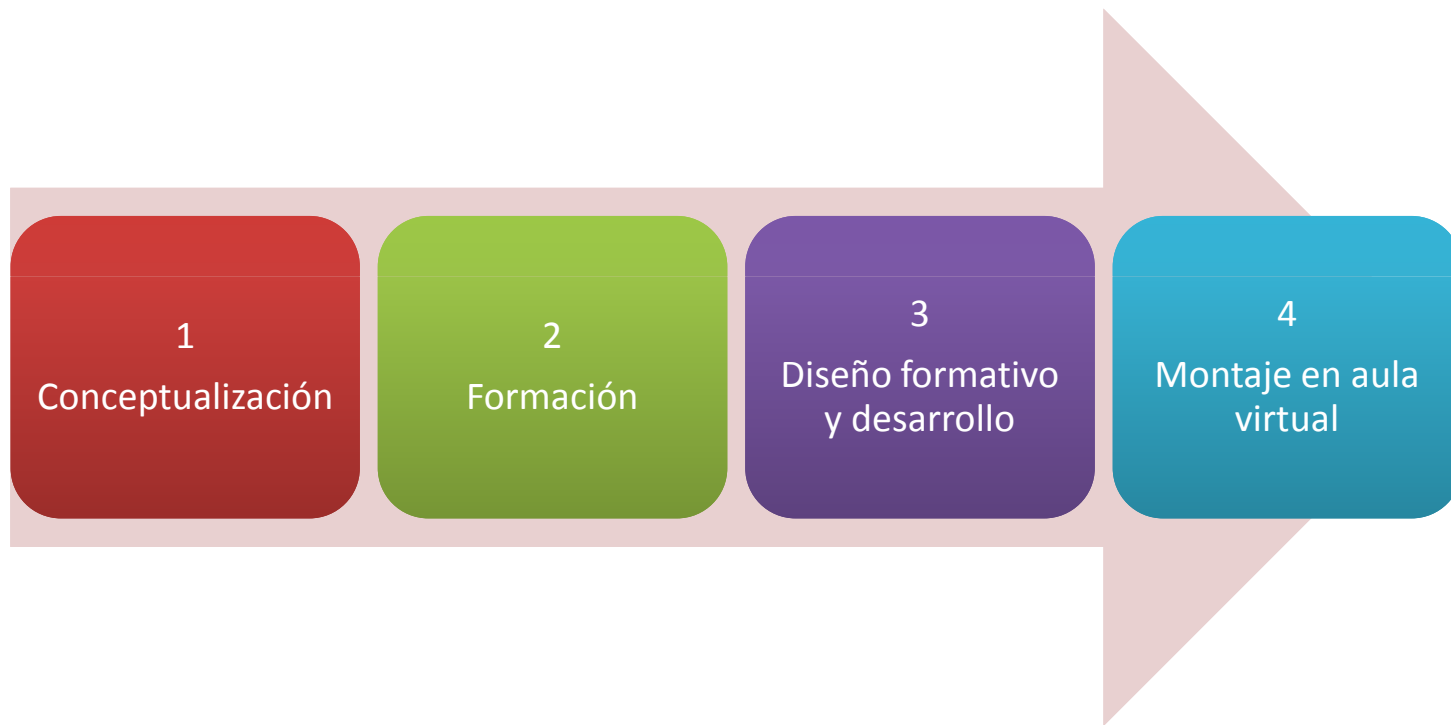 1
Conceptualización
2
Formación
3
Diseño formativo
y desarrollo
4
Montaje en aula
virtual